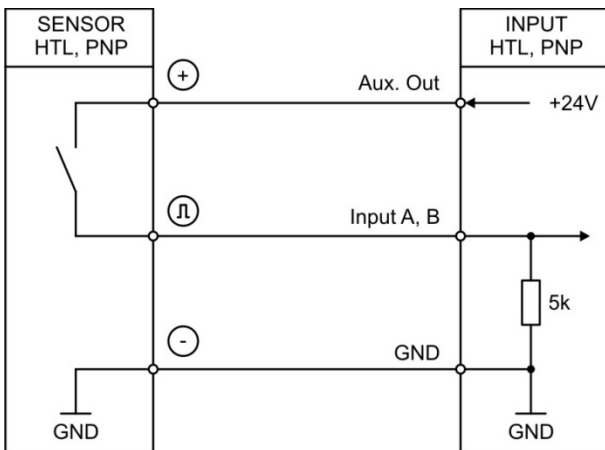 SENSOR
HTL, PNP
INPUT
HTL, PNP
+
Aux. Out
+24V
Input A, B
5k
-
GND
GND
GND